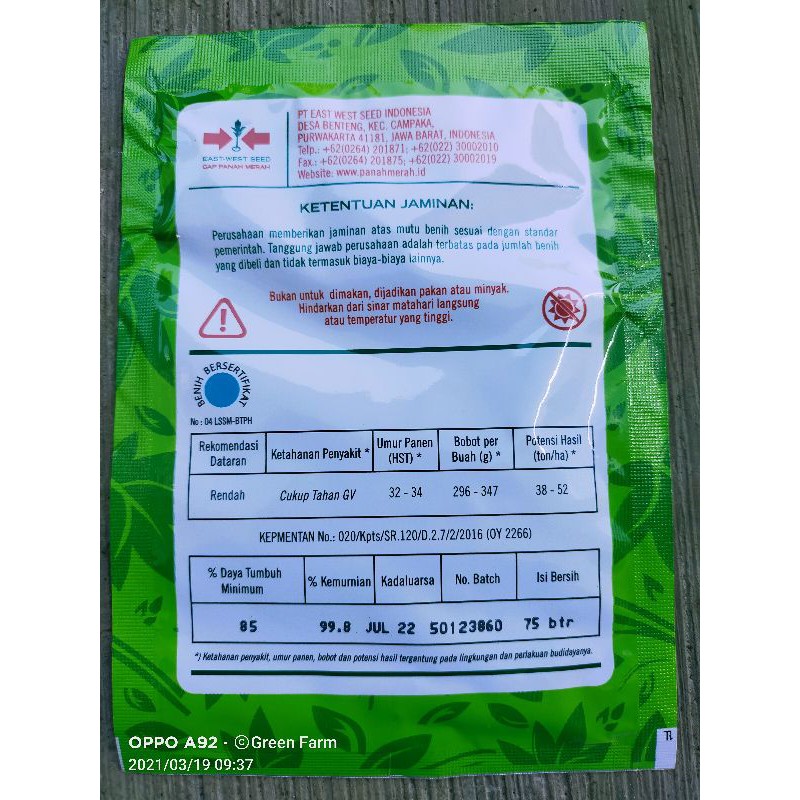 PT EAST WEST SEED INDONESIA
DESA BENTENG, KEC. CAMPAKA,
PURWAKARTA 41181, JAWA BARAT, INDONESIA
Telp.: +62(0264) 201871; +62(022) 30002010
Fax.: +62(0264) 201875; +62(022) 30002019
Website: www.panahmerah.id
EAST-WEST SEED
CAP PANAH MERAH
KETENTUAN JAMINAN:
Perusahaan memberikan jaminan atas mutu benih sesuai dengan standar
pemerintah. Tanggung jawab perusahaan adalah terbatas pada jumlah benih
yang dibeli dan tidak termasuk biaya-biaya lainnya.
Bukan untuk dimakan, dijadikan pakan atau minyak.
Hindarkan dari sinar matahari langsung
atau temperatur yang tinggi.
BENIH BERSERTIFIKAT
No : 04 LSSM-BTPH
Rekomendasi Dataran Ketahanan Penyakit * Umur Panen (HST) * Bobot per Buah (g) * Potensi Hasil (ton/ha) *
Rendah Cukup Tahan GV 32 - 34 296 - 347 38 - 52
KEPMENTAN No.: 020/Kpts/SR.120/D.2.7/2/2016 (OY 2266)
% Daya Tumbuh Minimum % Kemurnian Kadaluarsa No. Batch Isi Bersih
85 99.8 JUL 22 50123860 75 btr
*) Ketahanan penyakit, umur panen, bobot dan potensi hasil tergantung pada lingkungan dan perlakuan budidayanya.
OPPO A92 · ©Green Farm
2021/03/19 09:37